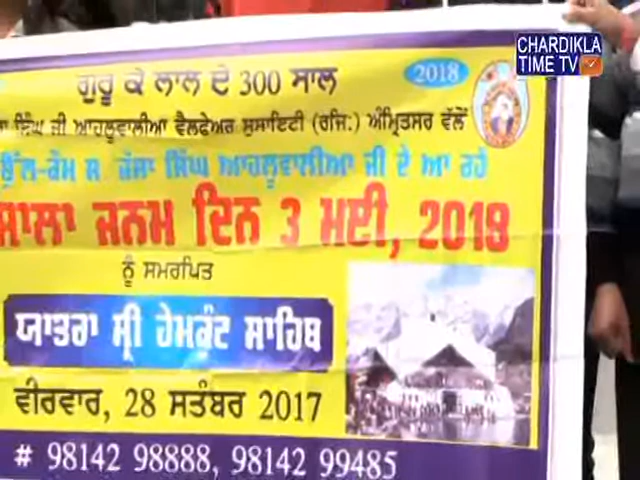 CHARDIKLA
TIME TV
ਗੁਰੂ ਕੇ ਲਾਲ ਦੇ 300 ਸਾਲ
2018
ਸਿੰਘ ਜੀ ਆਹਲੂਵਾਲੀਆ ਵੈਲਫੇਅਰ ਸੁਸਾਇਟੀ (ਰਜਿ:) ਅੰਮ੍ਰਿਤਸਰ ਵੱਲੋਂ
ਜੱਸਾ ਸਿੰਘ ਆਹਲੂਵਾਲੀਆ ਜੀ ਦੇ ਆ ਰਹੇ
ਸਾਲਾ ਜਨਮ ਦਿਨ 3 ਮਈ, 2018
ਨੂੰ ਸਮਰਪਿਤ
ਯਾਤਰਾ ਸ੍ਰੀ ਹੇਮਕੁੰਟ ਸਾਹਿਬ
ਵੀਰਵਾਰ, 28 ਸਤੰਬਰ 2017
# 98142 98888, 98142 99485